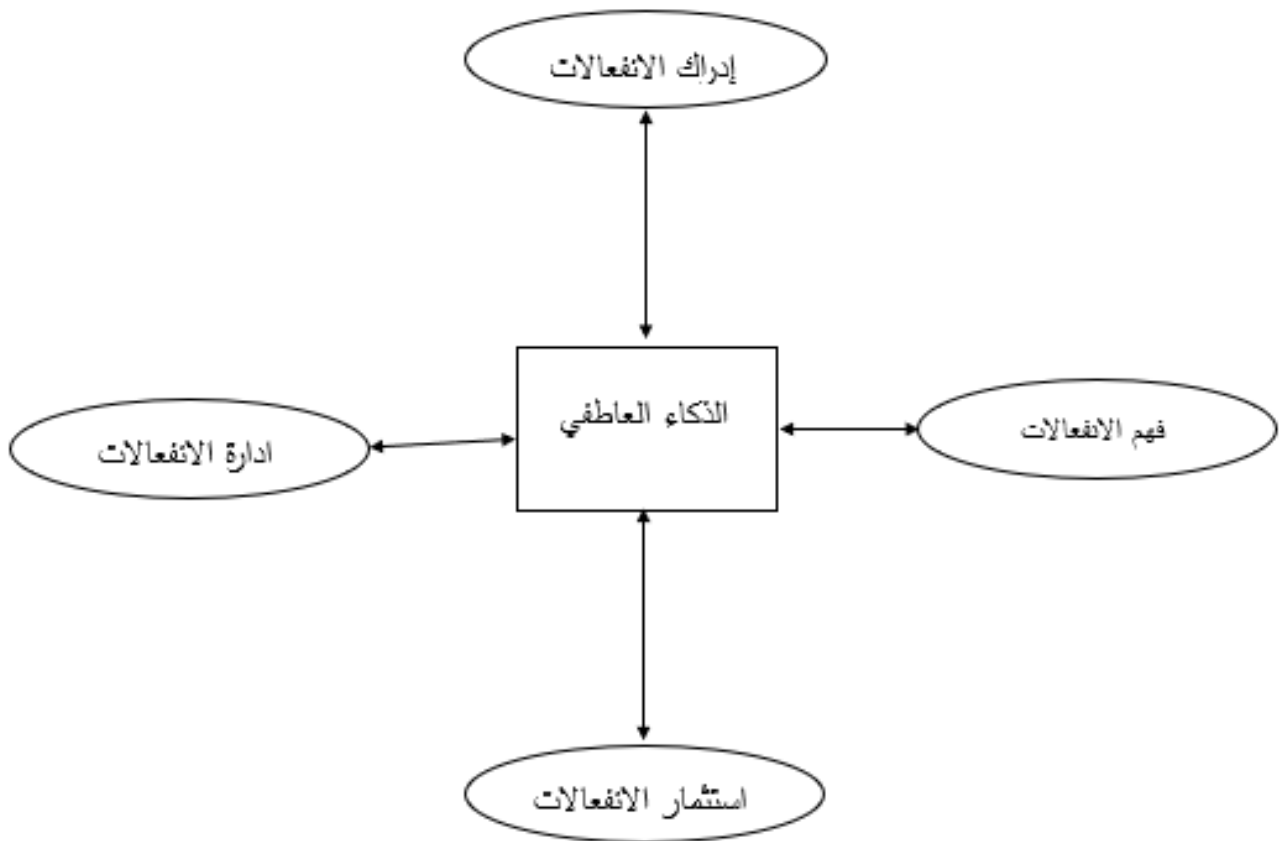 إدراك الانفعالات
الذكاء العاطفي
فهم الانفعالات
ادارة الانفعالات
استثمار الانفعالات